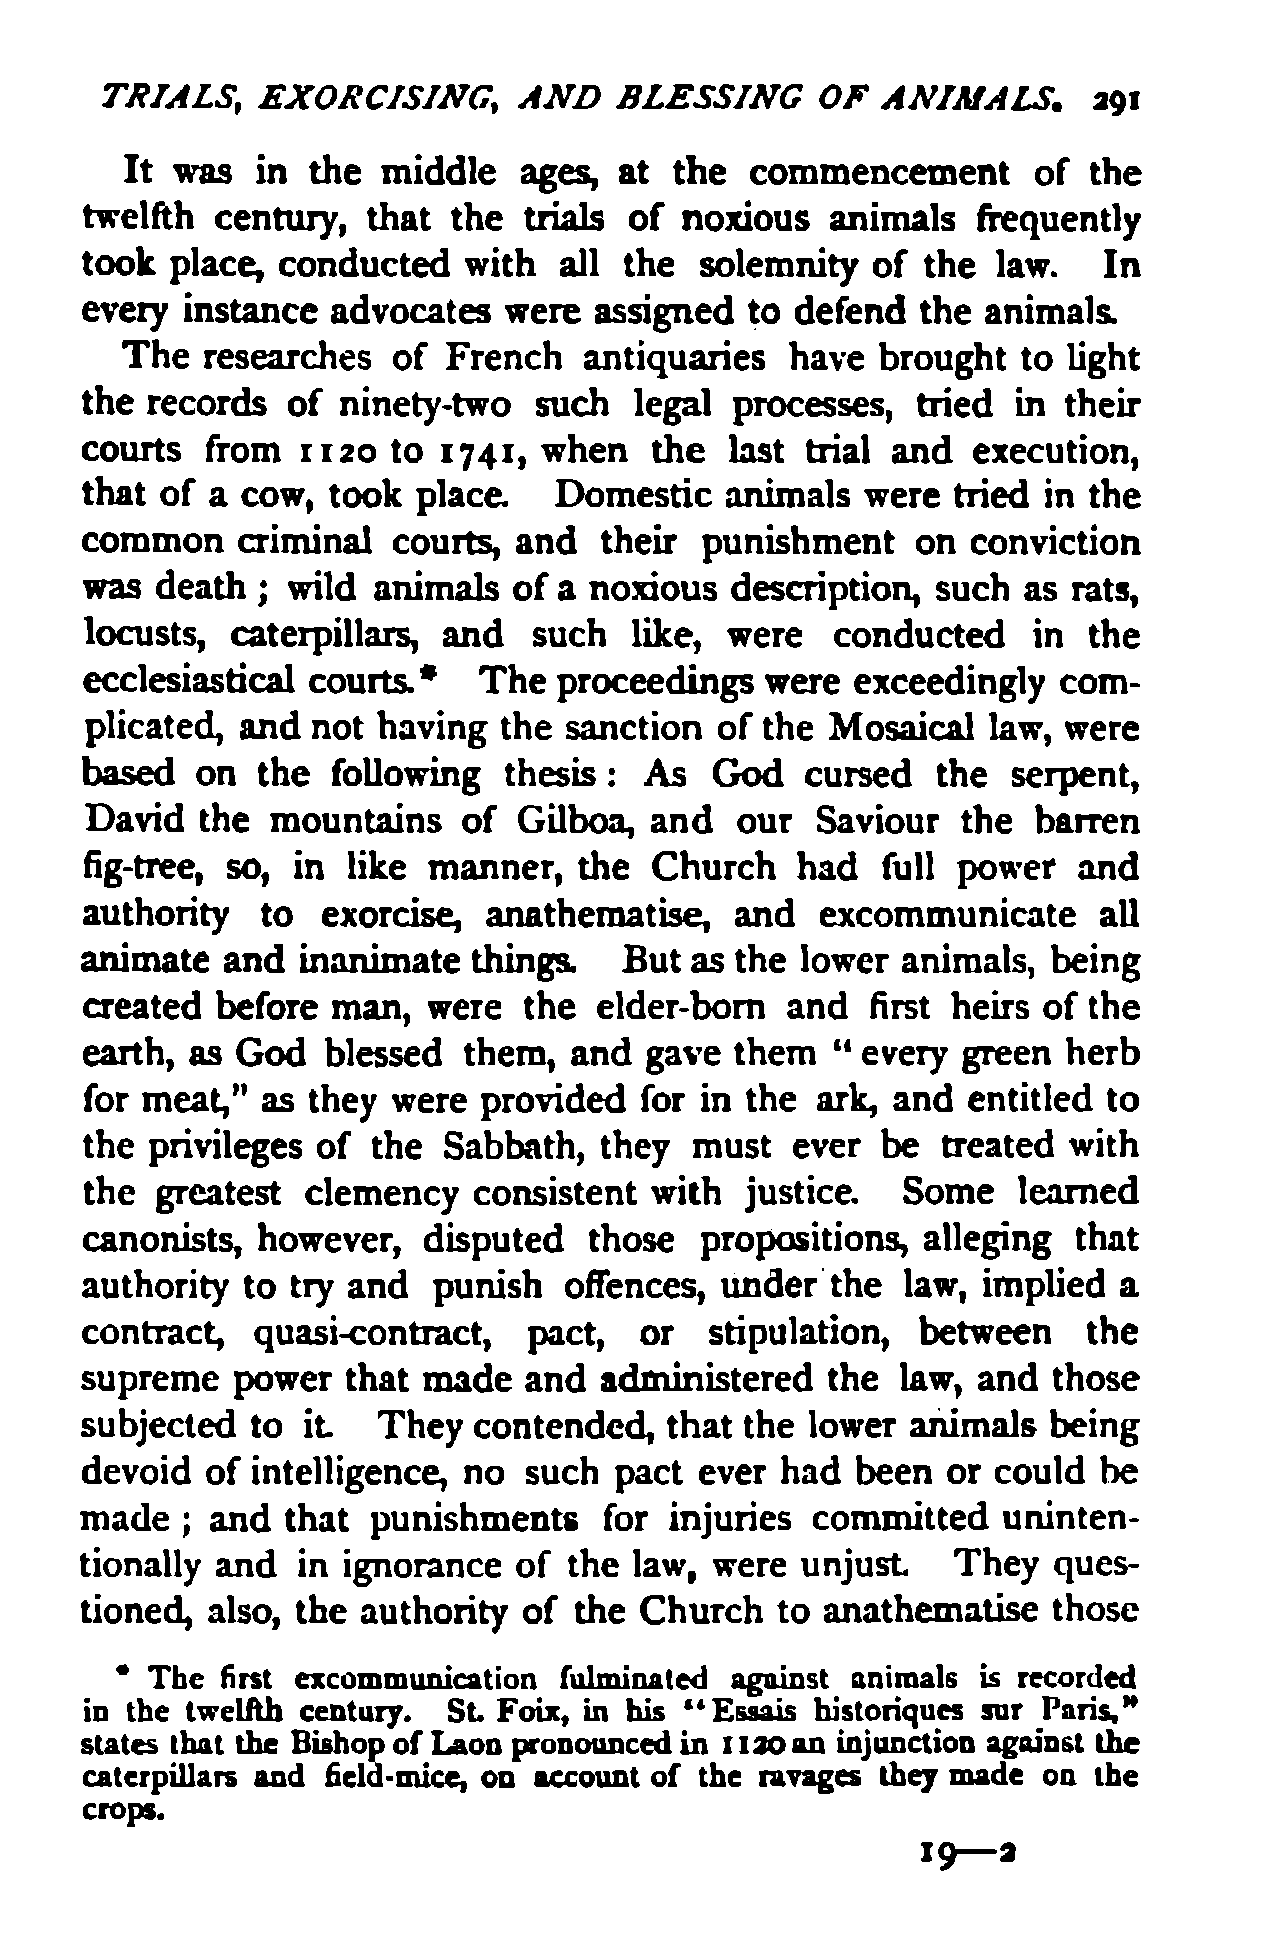 TRIALS, EXORCISING, AND BLESSING OF ANIMALS. 291
It was in the middle ages, at the commencement of the
twelfth century, that the trials of noxious animals frequently
took place, conducted with all the solemnity of the law. In
every instance advocates were assigned to defend the animals.
The researches of French antiquaries have brought to light
the records of ninety-two such legal processes, tried in their
courts from 1120 to 1741, when the last trial and execution,
that of a cow, took place. Domestic animals were tried in the
common criminal courts, and their punishment on conviction
was death ; wild animals of a noxious description, such as rats,
locusts, caterpillars, and such like, were conducted in the
ecclesiastical courts.* The proceedings were exceedingly com-
plicated, and not having the sanction of the Mosaical law, were
based on the following thesis : As God cursed the serpent,
David the mountains of Gilboa, and our Saviour the barren
fig-tree, so, in like manner, the Church had full power and
authority to exorcise, anathematise, and excommunicate all
animate and inanimate things. But as the lower animals, being
created before man, were the elder-born and first heirs of the
earth, as God blessed them, and gave them “ every green herb
for meat,” as they were provided for in the ark, and entitled to
the privileges of the Sabbath, they must ever be treated with
the greatest clemency consistent with justice. Some learned
canonists, however, disputed those propositions, alleging that
authority to try and punish offences, under the law, implied a
contract, quasi-contract, pact, or stipulation, between the
supreme power that made and administered the law, and those
subjected to it. They contended, that the lower animals being
devoid of intelligence, no such pact ever had been or could be
made ; and that punishments for injuries committed uninten-
tionally and in ignorance of the law, were unjust. They ques-
tioned, also, the authority of the Church to anathematise those
* The first excommunication fulminated against animals is recorded
in the twelfth century. St. Foix, in his “ Essais historiques sur Paris,”
states that the Bishop of Laon pronounced in 1120 an injunction against the
caterpillars and field-mice, on account of the ravages they made on the
crops.
19—2